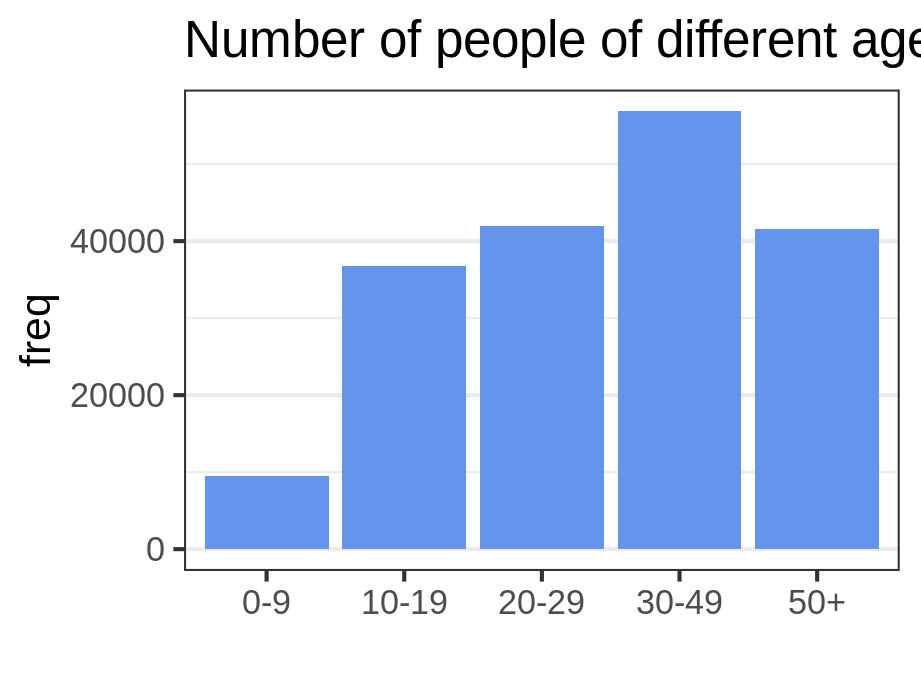 Number of people of different age
freq
40000
20000
0
0-9 10-19 20-29 30-49 50+